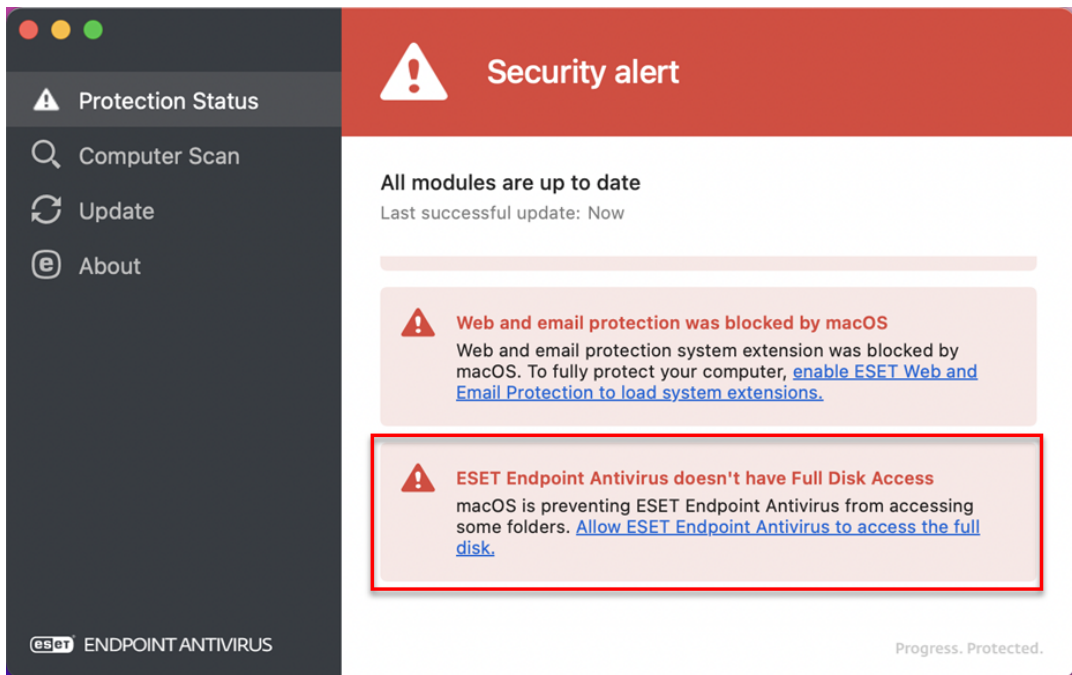 Security alert
Protection Status
Computer Scan
Update
About
All modules are up to date
Last successful update: Now
Web and email protection was blocked by macOS
Web and email protection system extension was blocked by
macOS. To fully protect your computer, enable ESET Web and
Email Protection to load system extensions.
ESET Endpoint Antivirus doesn't have Full Disk Access
macOS is preventing ESET Endpoint Antivirus from accessing
some folders. Allow ESET Endpoint Antivirus to access the full
disk.
eset ENDPOINT ANTIVIRUS
Progress. Protected.